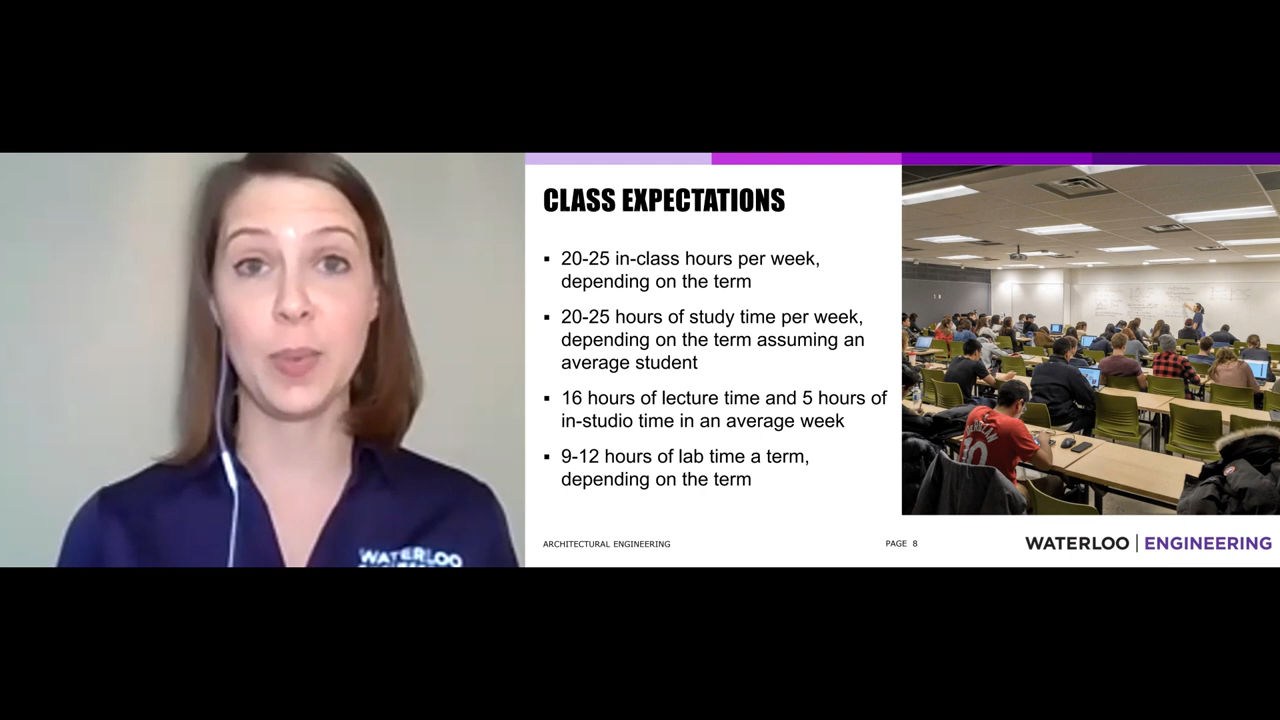 CLASS EXPECTATIONS
▪ 20-25 in-class hours per week,
depending on the term
▪ 20-25 hours of study time per week,
depending on the term assuming an
average student
▪ 16 hours of lecture time and 5 hours of
in-studio time in an average week
▪ 9-12 hours of lab time a term,
depending on the term
ARCHITECTURAL ENGINEERING
PAGE 8
WATERLOO | ENGINEERING
WATERLOO
10